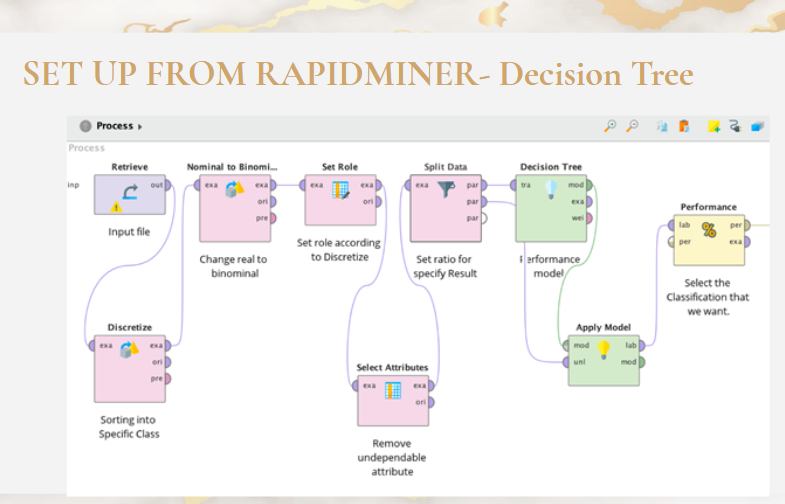 SET UP FROM RAPIDMINER- Decision Tree
Process
Process
inp
Retrieve
out
Input file
Nominal to Binomi...
exa exa
ori
pre
Change real to
binominal
Set Role
exa exa
ori
Set role according
to Discretize
Split Data
exa par
par
par
Set ratio for
specify Result
Decision Tree
tra mod
exa
wei
Performance
model
Performance
lab per
per exa
Select the
Classification that
we want.
Discretize
exa exa
ori
pre
Sorting into
Specific Class
Select Attributes
exa exa
ori
Remove
undependable
attribute
Apply Model
mod lab
unl mod